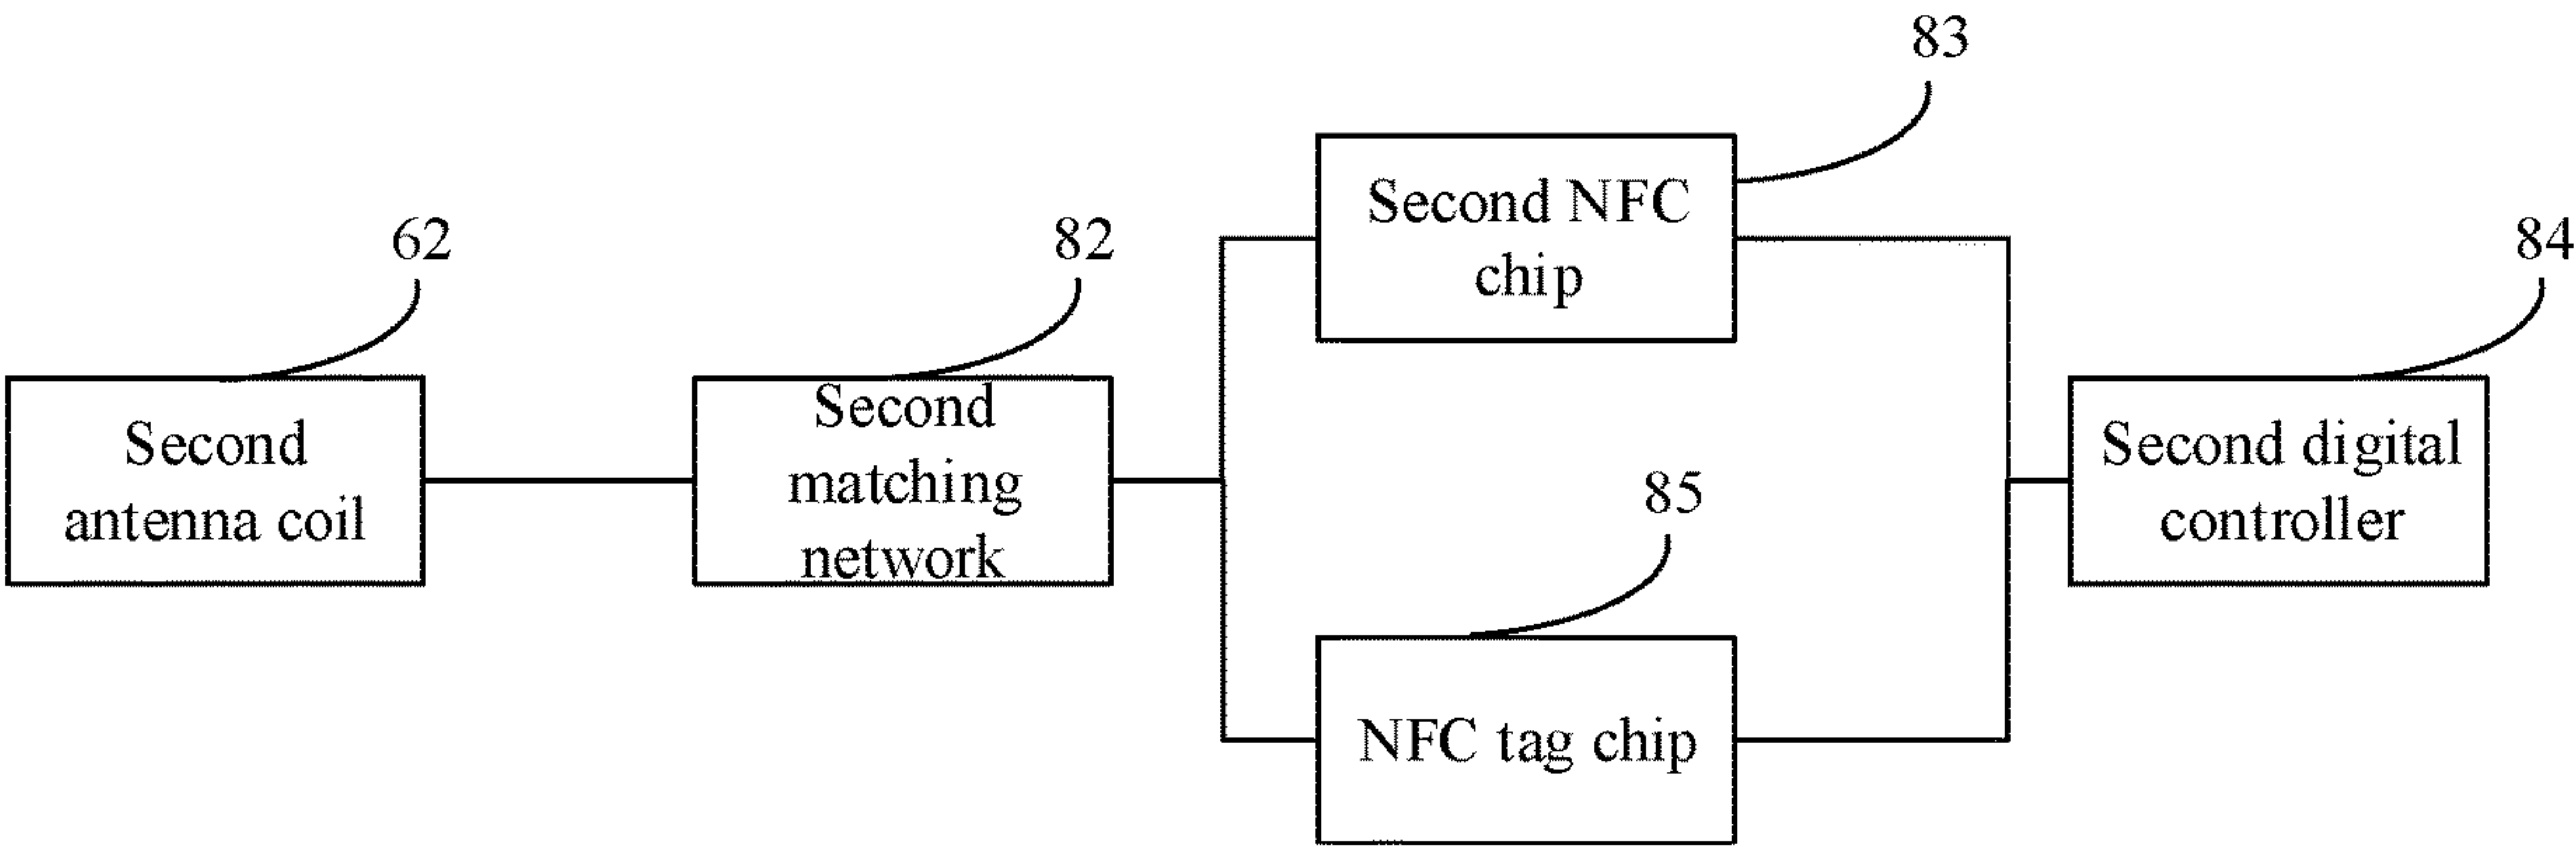 83
Second NFC
chip
62
82
84
Second
antenna coil
Second
matching
network
Second digital
controller
85
NFC tag chip